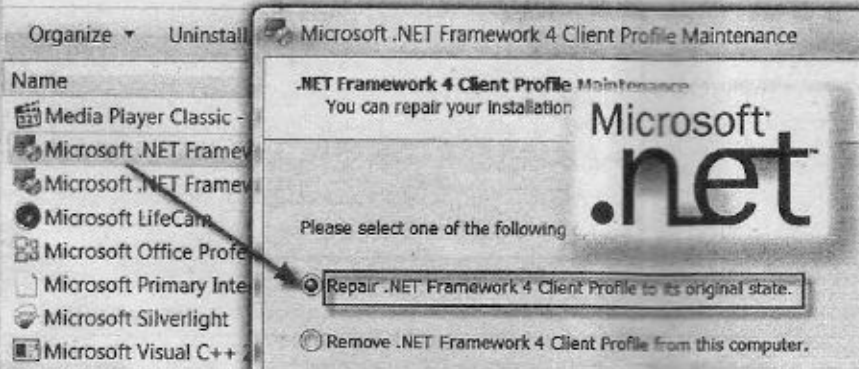 Organize Uninstall
Name
Media Player Classic -
Microsoft .NET Framew
Microsoft .NET Framew
Microsoft LifeCam
Microsoft Office Profe
Microsoft Primary Inte
Microsoft Silverlight
Microsoft Visual C++ 2
Microsoft .NET Framework 4 Client Profile Maintenance
.NET Framework 4 Client Profile Maintenance
You can repair your installation
Microsoft
.net
Please select one of the following
Repair .NET Framework 4 Client Profile to its original state.
Remove .NET Framework 4 Client Profile from this computer.